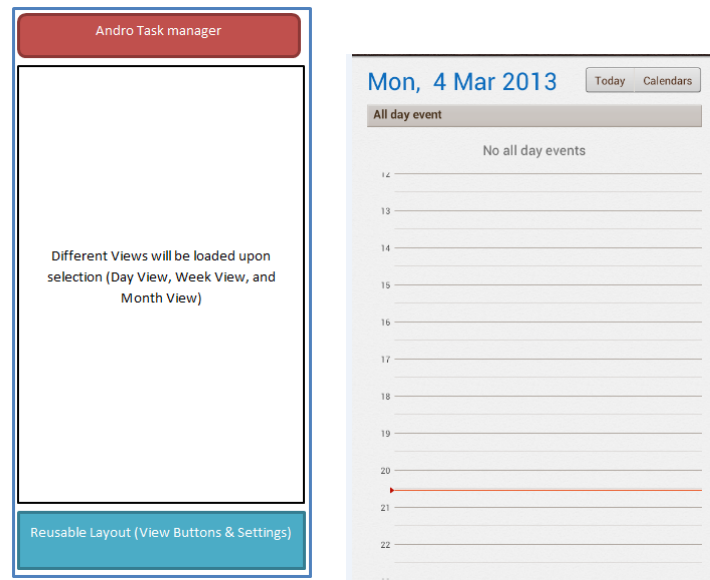 Andro Task manager
Different Views will be loaded upon
selection (Day View, Week View, and
Month View)
Reusable Layout (View Buttons & Settings)
Mon, 4 Mar 2013
Today
Calendars
All day event
No all day events
12
13
14
15
16
17
18
19
20
21
22